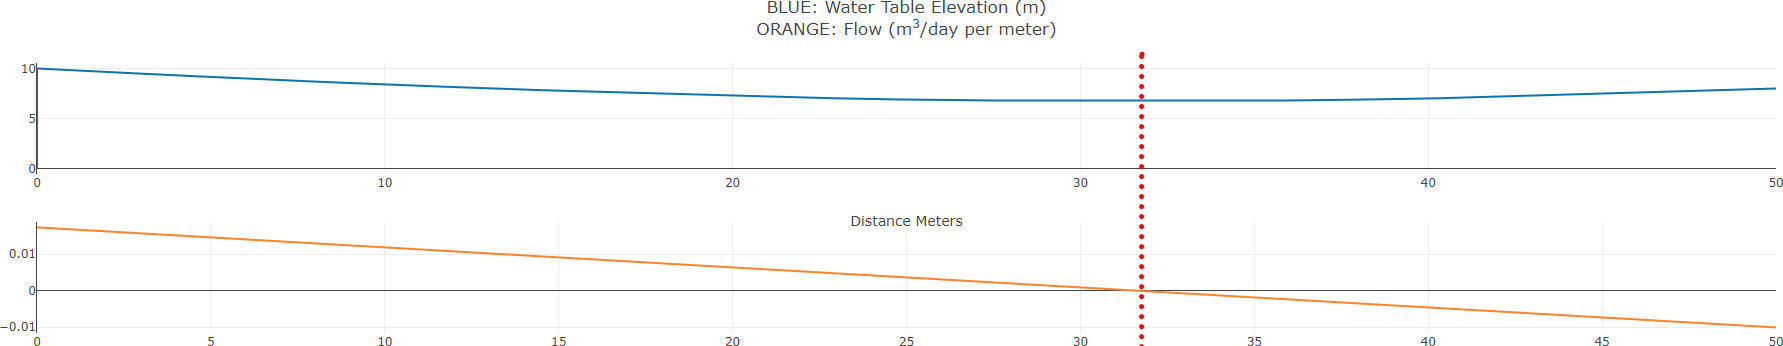 BLUE: Water Table Elevation (m)
ORANGE: Flow (m³/day per meter)
10
5
0
0 10 20 30 40 50
Distance Meters
0.01
0
−0.01
0 5 10 15 20 25 30 35 40 45 50